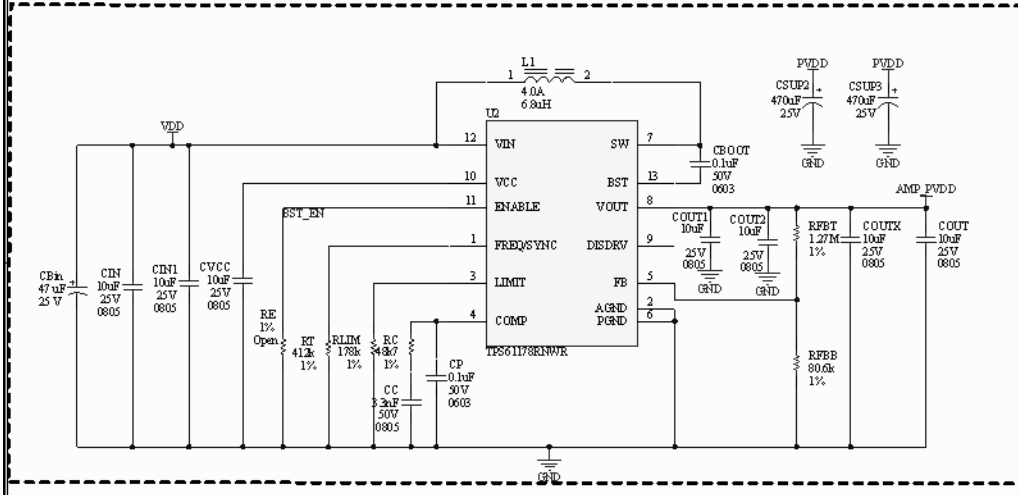 L1
1 2
4.0A
6.8uH
PVDD
CSUP2
470uF
25V
GND
PVDD
CSUP3
470uF
25V
GND
VDD
U2
12 VIN
10 VCC
11 ENABLE
1 FREQ/SYNC
3 LIMIT
4 COMP
SW 7
BST 13
VOUT 8
DISDRV 9
FB 5
AGND 2
PGND 6
TPS61178RNWR
CBOOT
0.1uF
50V
0603
AMP_PVDD
BST_EN
COUT1
10uF
25V
0805
GND
COUT2
10uF
25V
0805
GND
RFBT
1.27M
1%
COUTX
10uF
25V
0805
COUT
10uF
25V
0805
CBin
47uF
25V
CIN
10uF
25V
0805
CIN1
10uF
25V
0805
CVCC
10uF
25V
0805
RE
1%
Open
RT
412k
1%
RLIM
178k
1%
RC
48k7
1%
CC
3.3nF
50V
0805
CP
0.1uF
50V
0603
RFBB
80.6k
1%
GND